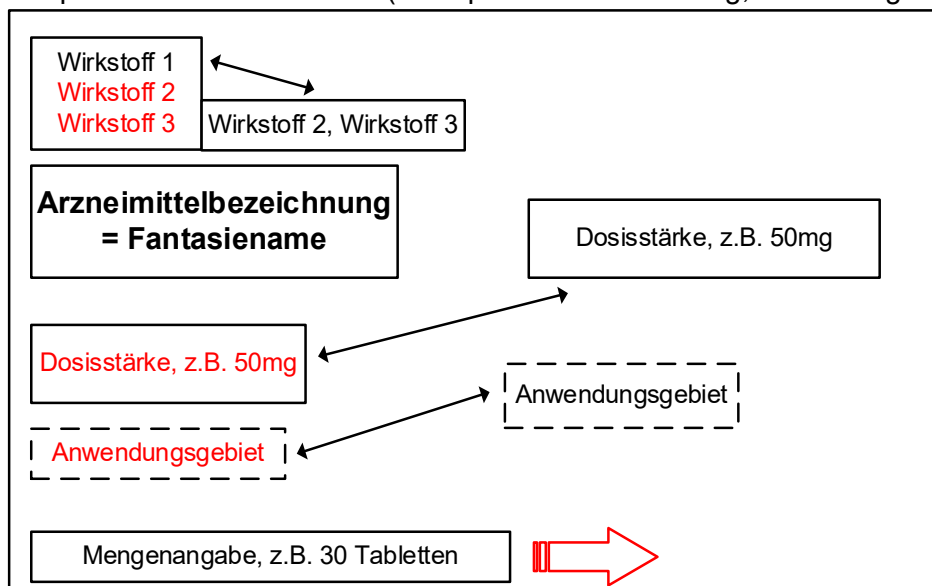 Wirkstoff 1
Wirkstoff 2
Wirkstoff 3
Wirkstoff 2, Wirkstoff 3
Arzneimittelbezeichnung
= Fantasiename
Dosisstärke, z.B. 50mg
Dosisstärke, z.B. 50mg
Anwendungsgebiet
Anwendungsgebiet
Mengenangabe, z.B. 30 Tabletten